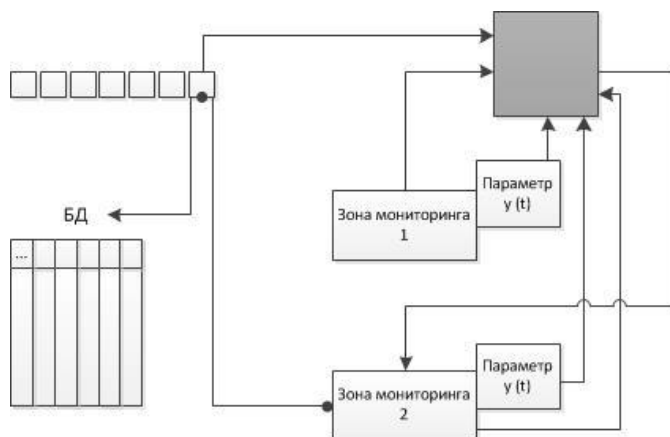 Параметр
y (t)
Зона мониторинга
1
БД
...
Параметр
y (t)
Зона мониторинга
2